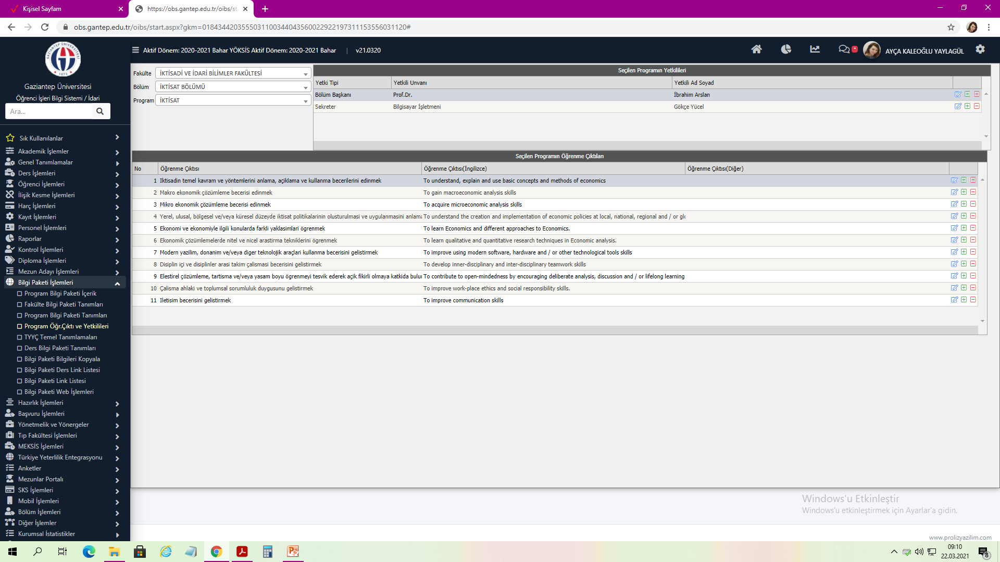 Kişisel Sayfam
https://obs.gantep.edu.tr/oibs/sta
obs.gantep.edu.tr/oibs/start.aspx?gkm=0184344203555031100344043560022922197311153556031120#
Gaziantep Üniversitesi
Öğrenci İşleri Bilgi Sistemi / İdari
Ara...
Sık Kullanılanlar
Akademik İşlemler
Genel Tanımlamalar
Ders İşlemleri
Öğrenci İşlemleri
İlişik Kesme İşlemleri
Harç İşlemleri
Kayıt İşlemleri
Personel İşlemleri
Raporlar
Kontrol İşlemleri
Diploma İşlemleri
Mezun Adayı İşlemleri
Bilgi Paketi İşlemleri
Program Bilgi Paketi İçerik
Fakülte Bilgi Paketi Tanımları
Program Bilgi Paketi Tanımları
Program Öğr.Çıktı ve Yetkilileri
TYYÇ Temel Tanımlamaları
Ders Bilgi Paketi Tanımları
Bilgi Paketi Bilgileri Kopyala
Bilgi Paketi Ders Link Listesi
Bilgi Paketi Link Listesi
Bilgi Paketi Web İşlemleri
Hazırlık İşlemleri
Başvuru İşlemleri
Yönetmelik ve Yönergeler
Tıp Fakültesi İşlemleri
MEKSİS İşlemleri
Türkiye Yeterlilik Entegrasyonu
Anketler
Mezunlar Portalı
SKS İşlemleri
Mobil İşlemleri
Bölüm İşlemleri
Diğer İşlemler
Kurumsal İstatistikler
Aktif Dönem: 2020-2021 Bahar YÖKSİS Aktif Dönem: 2020-2021 Bahar | v21.0320
AYÇA KALEOĞLU YAYLAGÜL
Fakülte İKTİSADİ VE İDARİ BİLİMLER FAKÜLTESİ
Bölüm İKTİSAT BÖLÜMÜ
Program İKTİSAT
Seçilen Programın Yetkilileri
Yetki Tipi Yetkili Unvanı Yetkili Ad Soyad
Bölüm Başkanı Prof.Dr. İbrahim Arslan
Sekreter Bilgisayar İşletmeni Gökçe Yücel
Seçilen Programın Öğrenme Çıktıları
No Öğrenme Çıktısı Öğrenme Çıktısı(İngilizce) Öğrenme Çıktısı(Diğer)
1 Iktisadin temel kavram ve yöntemlerini anlama, açiklama ve kullanma becerilerini edinmek To understand, explain and use basic concepts and methods of economics
2 Makro ekonomik çözümleme becerisi edinmek To gain macroeconomic analysis skills
3 Mikro ekonomik çözümleme becerisi edinmek To acquire microeconomic analysis skills
4 Yerel, ulusal, bölgesel ve/veya küresel düzeyde iktisat politikalarinin olusturulmasi ve uygulanmasini anlama To understand the creation and implementation of economic policies at local, national, regional and / or glo
5 Ekonomi ve ekonomiyle ilgili konularda farkli yaklasimlari ögrenmek To learn Economics and different approaches to Economics.
6 Ekonomik çözümlemelerde nitel ve nicel arastirma tekniklerini ögrenmek To learn qualitative and quantitative research techniques in Economic analysis.
7 Modern yazilim, donanim ve/veya diger teknolojik araçlari kullanma becerisini gelistirmek To improve using modern software, hardware and / or other technological tools skills
8 Disiplin içi ve disiplinler arasi takim çalismasi becerisini gelistirmek To develop inner-disciplinary and inter-disciplinary teamwork skills
9 Elestirel çözümleme, tartisma ve/veya yasam boyu ögrenmeyi tesvik ederek açik fikirli olmaya katkida bulun To contribute to open-mindedness by encouraging deliberate analysis, discussion and / or lifelong learning
10 Çalisma ahlaki ve toplumsal sorumluluk duygusunu gelistirmek To improve work-place ethics and social responsibility skills.
11 Iletisim becerisini gelistirmek To improve communication skills
Windows'u Etkinleştir
Windows'u etkinleştirmek için Ayarlar'a gidin.
www.prolizyazilim.com
09:10
22.03.2021
8